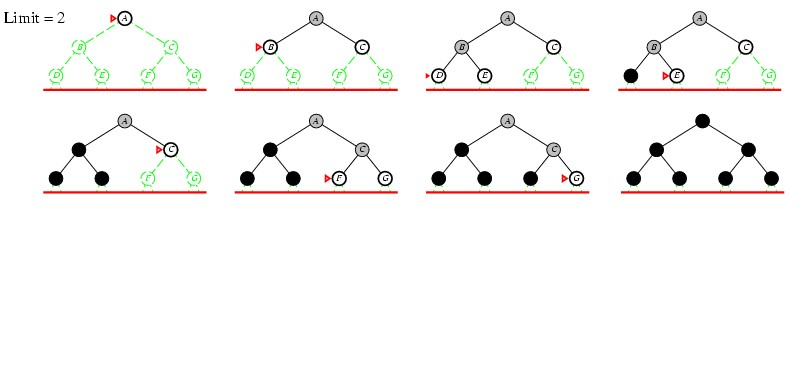 Limit = 2
A A A A
B C B C B C B C
D E F G D E F G D E F G E F G
A A A
C C C
F G F G G